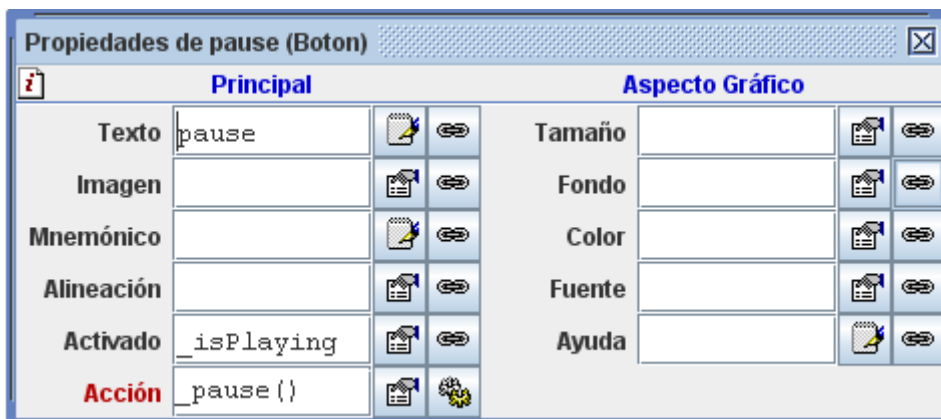 Propiedades de pause (Boton)
i Principal Aspecto Gráfico
Texto pause Tamaño
Imagen Fondo
Mnemónico Color
Alineación Fuente
Activado _isPlaying Ayuda
Acción _pause()